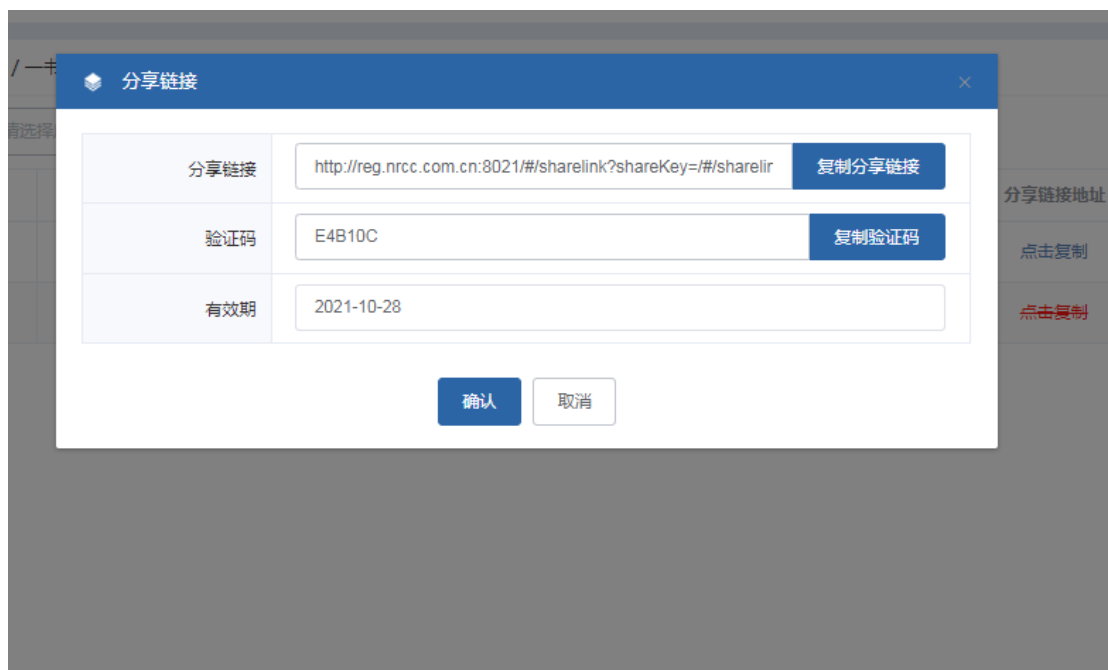 / 一书
分享链接
请选择
分享链接
http://reg.nrcc.com.cn:8021/#/sharelink?shareKey=/#/sharelir
复制分享链接
分享链接地址
验证码
E4B10C
复制验证码
点击复制
有效期
2021-10-28
点击复制
确认
取消